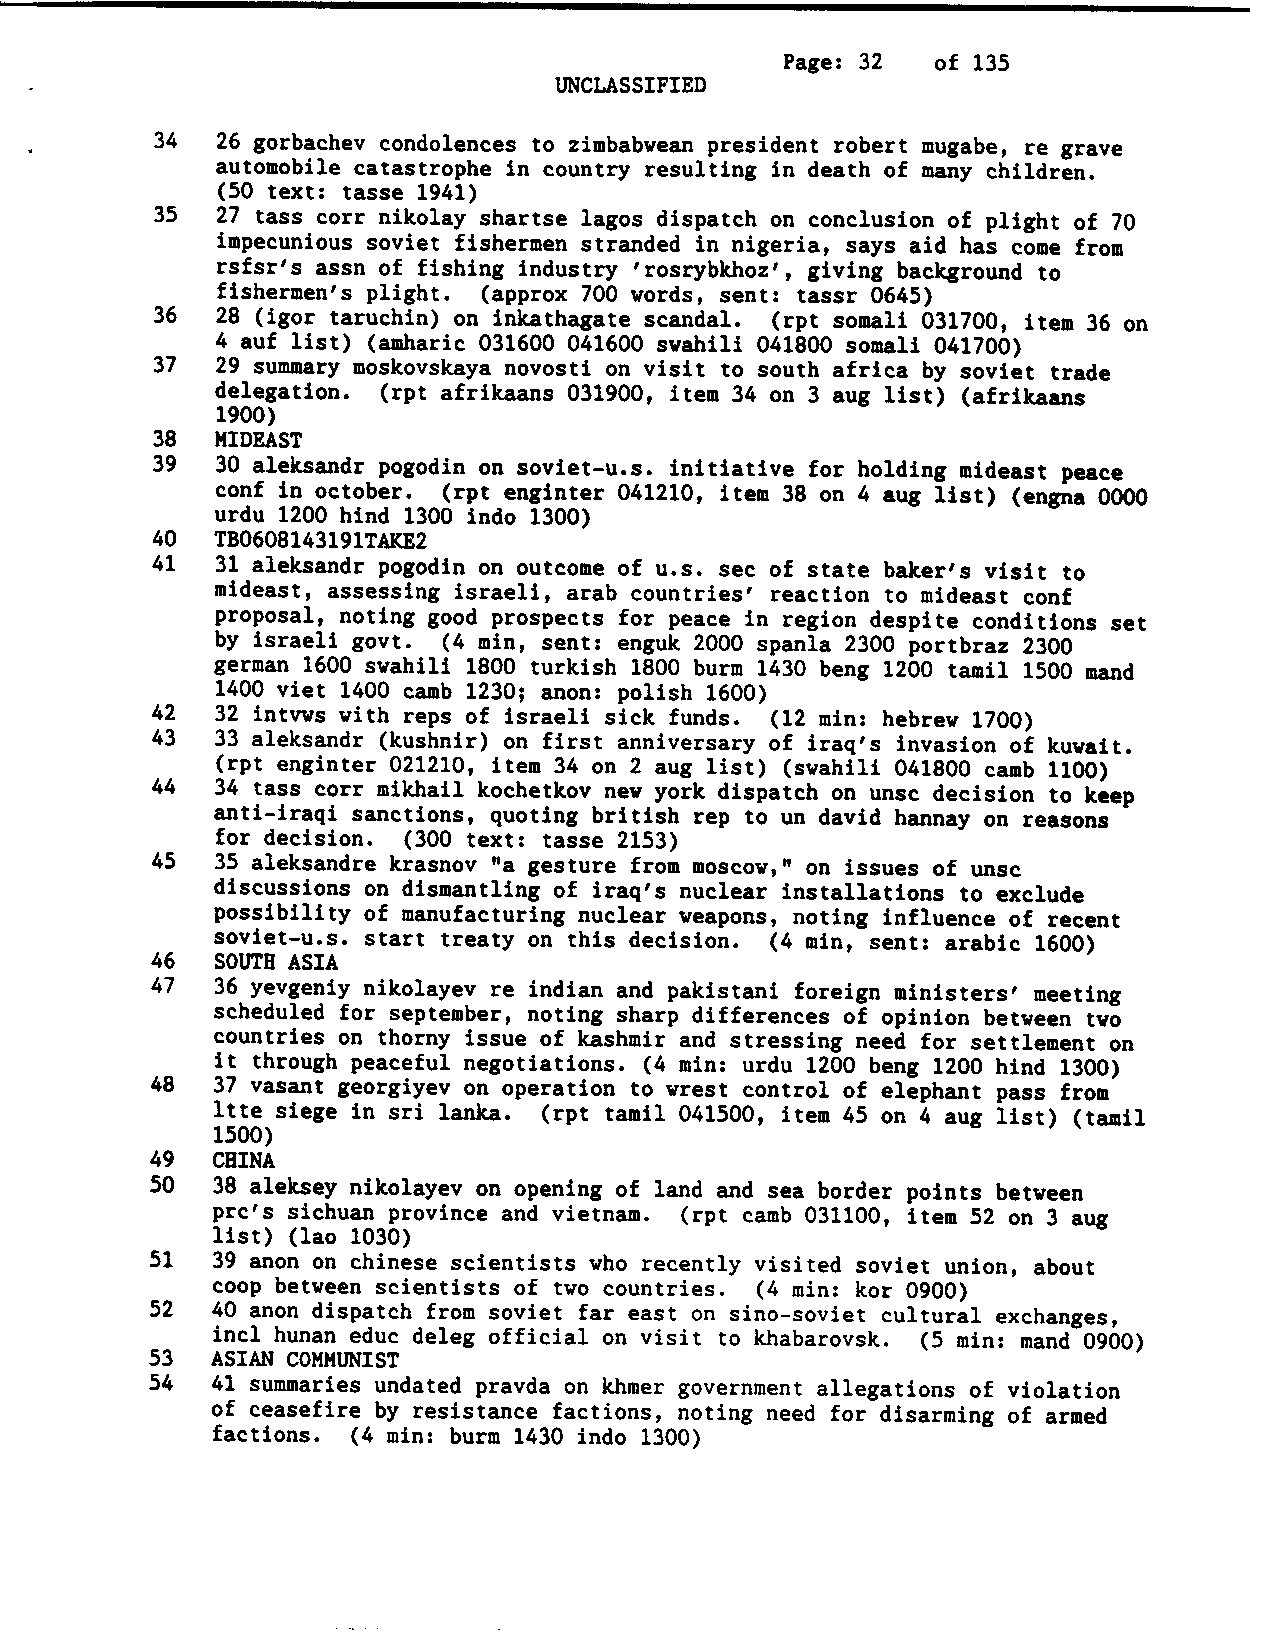 Page: 32 of 135
UNCLASSIFIED
34 26 gorbachev condolences to zimbabwean president robert mugabe, re grave
automobile catastrophe in country resulting in death of many children.
(50 text: tasse 1941)
35 27 tass corr nikolay shartse lagos dispatch on conclusion of plight of 70
impecunious soviet fishermen stranded in nigeria, says aid has come from
rsfsr's assn of fishing industry 'rosrybkhoz', giving background to
fishermen's plight. (approx 700 words, sent: tassr 0645)
36 28 (igor taruchin) on inkathagate scandal. (rpt somali 031700, item 36 on
4 auf list) (amharic 031600 041600 swahili 041800 somali 041700)
37 29 summary moskovskaya novosti on visit to south africa by soviet trade
delegation. (rpt afrikaans 031900, item 34 on 3 aug list) (afrikaans
1900)
38 MIDEAST
39 30 aleksandr pogodin on soviet-u.s. initiative for holding mideast peace
conf in october. (rpt enginter 041210, item 38 on 4 aug list) (engna 0000
urdu 1200 hind 1300 indo 1300)
40 TB0608143191TAKE2
41 31 aleksandr pogodin on outcome of u.s. sec of state baker's visit to
mideast, assessing israeli, arab countries' reaction to mideast conf
proposal, noting good prospects for peace in region despite conditions set
by israeli govt. (4 min, sent: enguk 2000 spanla 2300 portbraz 2300
german 1600 swahili 1800 turkish 1800 burm 1430 beng 1200 tamil 1500 mand
1400 viet 1400 camb 1230; anon: polish 1600)
42 32 intvws with reps of israeli sick funds. (12 min: hebrew 1700)
43 33 aleksandr (kushnir) on first anniversary of iraq's invasion of kuwait.
(rpt enginter 021210, item 34 on 2 aug list) (swahili 041800 camb 1100)
44 34 tass corr mikhail kochetkov new york dispatch on unsc decision to keep
anti-iraqi sanctions, quoting british rep to un david hannay on reasons
for decision. (300 text: tasse 2153)
45 35 aleksandre krasnov "a gesture from moscow," on issues of unsc
discussions on dismantling of iraq's nuclear installations to exclude
possibility of manufacturing nuclear weapons, noting influence of recent
soviet-u.s. start treaty on this decision. (4 min, sent: arabic 1600)
46 SOUTH ASIA
47 36 yevgeniy nikolayev re indian and pakistani foreign ministers' meeting
scheduled for september, noting sharp differences of opinion between two
countries on thorny issue of kashmir and stressing need for settlement on
it through peaceful negotiations. (4 min: urdu 1200 beng 1200 hind 1300)
48 37 vasant georgiyev on operation to wrest control of elephant pass from
ltte siege in sri lanka. (rpt tamil 041500, item 45 on 4 aug list) (tamil
1500)
49 CHINA
50 38 aleksey nikolayev on opening of land and sea border points between
prc's sichuan province and vietnam. (rpt camb 031100, item 52 on 3 aug
list) (lao 1030)
51 39 anon on chinese scientists who recently visited soviet union, about
coop between scientists of two countries. (4 min: kor 0900)
52 40 anon dispatch from soviet far east on sino-soviet cultural exchanges,
incl hunan educ deleg official on visit to khabarovsk. (5 min: mand 0900)
53 ASIAN COMMUNIST
54 41 summaries undated pravda on khmer government allegations of violation
of ceasefire by resistance factions, noting need for disarming of armed
factions. (4 min: burm 1430 indo 1300)